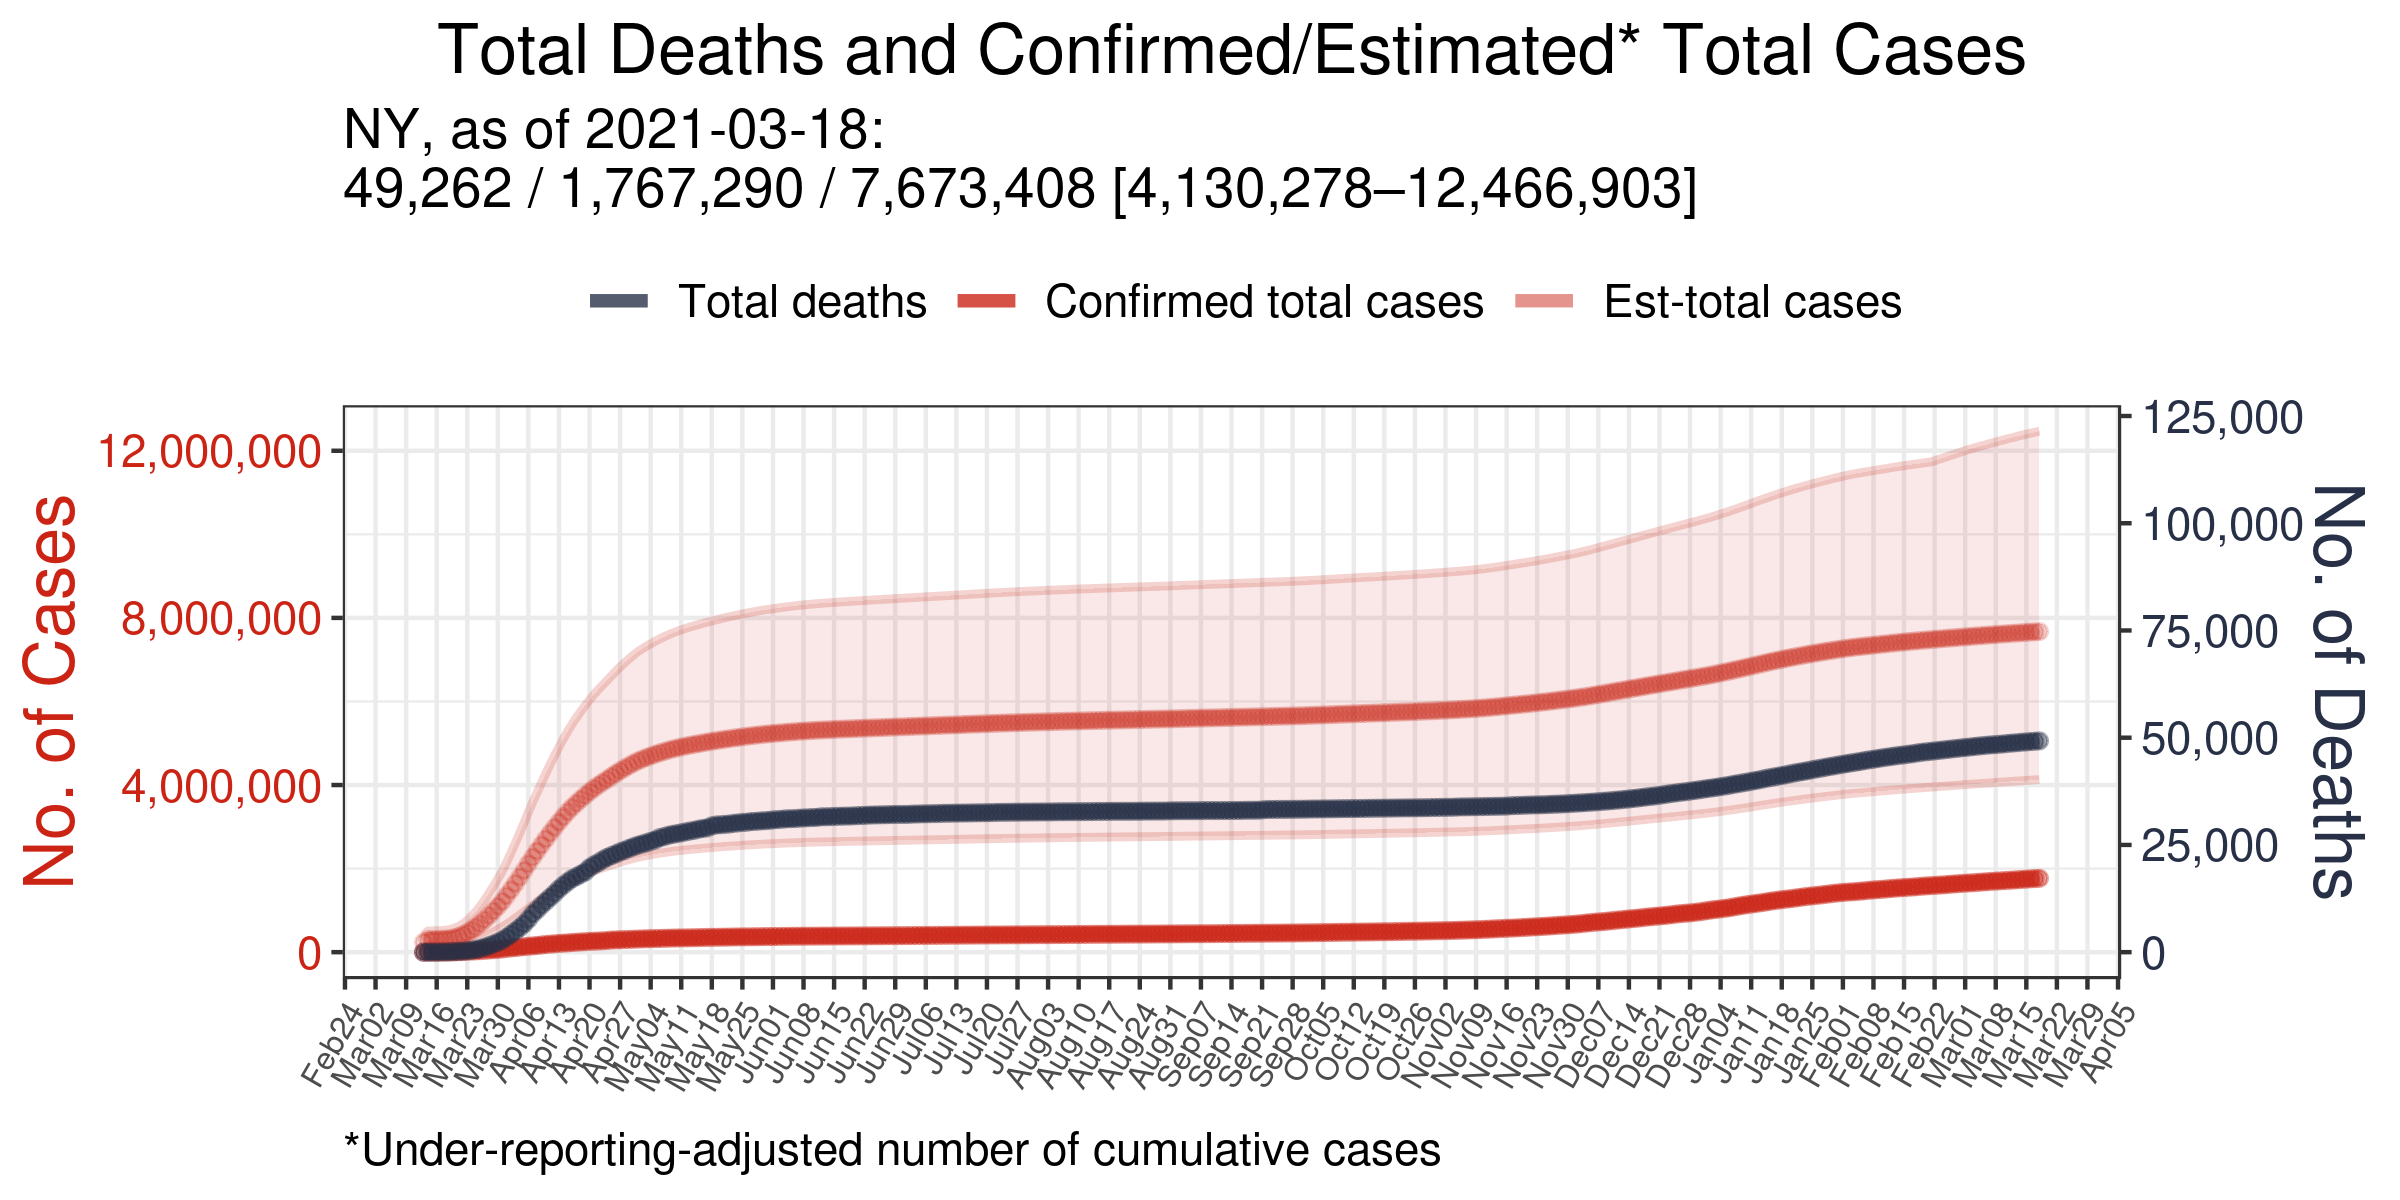 Total Deaths and Confirmed/Estimated* Total Cases
NY, as of 2021-03-18:
49,262 / 1,767,290 / 7,673,408 [4,130,278–12,466,903]
Total deaths
Confirmed total cases
Est-total cases
No. of Cases
12,000,000
8,000,000
4,000,000
0
125,000
100,000
75,000
50,000
25,000
0
No. of Deaths
Feb24
Mar02
Mar09
Mar16
Mar23
Mar30
Apr06
Apr13
Apr20
Apr27
May04
May11
May18
May25
Jun01
Jun08
Jun15
Jun22
Jun29
Jul06
Jul13
Jul20
Jul27
Aug03
Aug10
Aug17
Aug24
Aug31
Sep07
Sep14
Sep21
Sep28
Oct05
Oct12
Oct19
Oct26
Nov02
Nov09
Nov16
Nov23
Nov30
Dec07
Dec14
Dec21
Dec28
Jan04
Jan11
Jan18
Jan25
Feb01
Feb08
Feb15
Feb22
Mar01
Mar08
Mar15
Mar22
Mar29
Apr05
*Under-reporting-adjusted number of cumulative cases